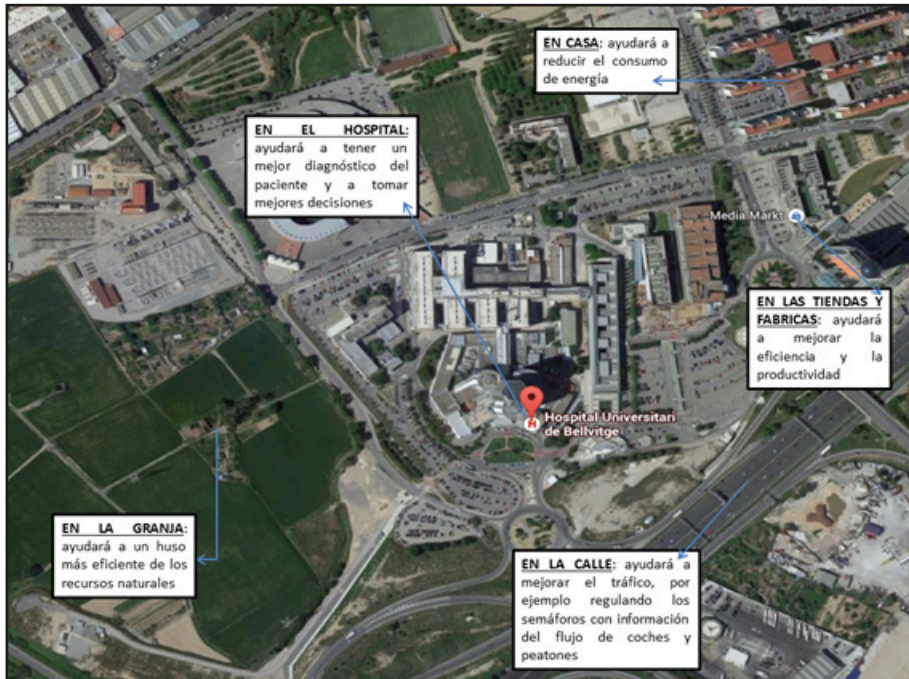 EN CASA: ayudará a
reducir el consumo
de energía
EN EL HOSPITAL:
ayudará a tener un
mejor diagnóstico del
paciente y a tomar
mejores decisiones
Media Markt
EN LAS TIENDAS Y
FABRICAS: ayudará
a mejorar la
eficiencia y la
productividad
H
Hospital Universitari
de Bellvitge
EN LA GRANJA:
ayudará a un huso
más eficiente de los
recursos naturales
EN LA CALLE: ayudará a
mejorar el tráfico, por
ejemplo regulando los
semáforos con información
del flujo de coches y
peatones